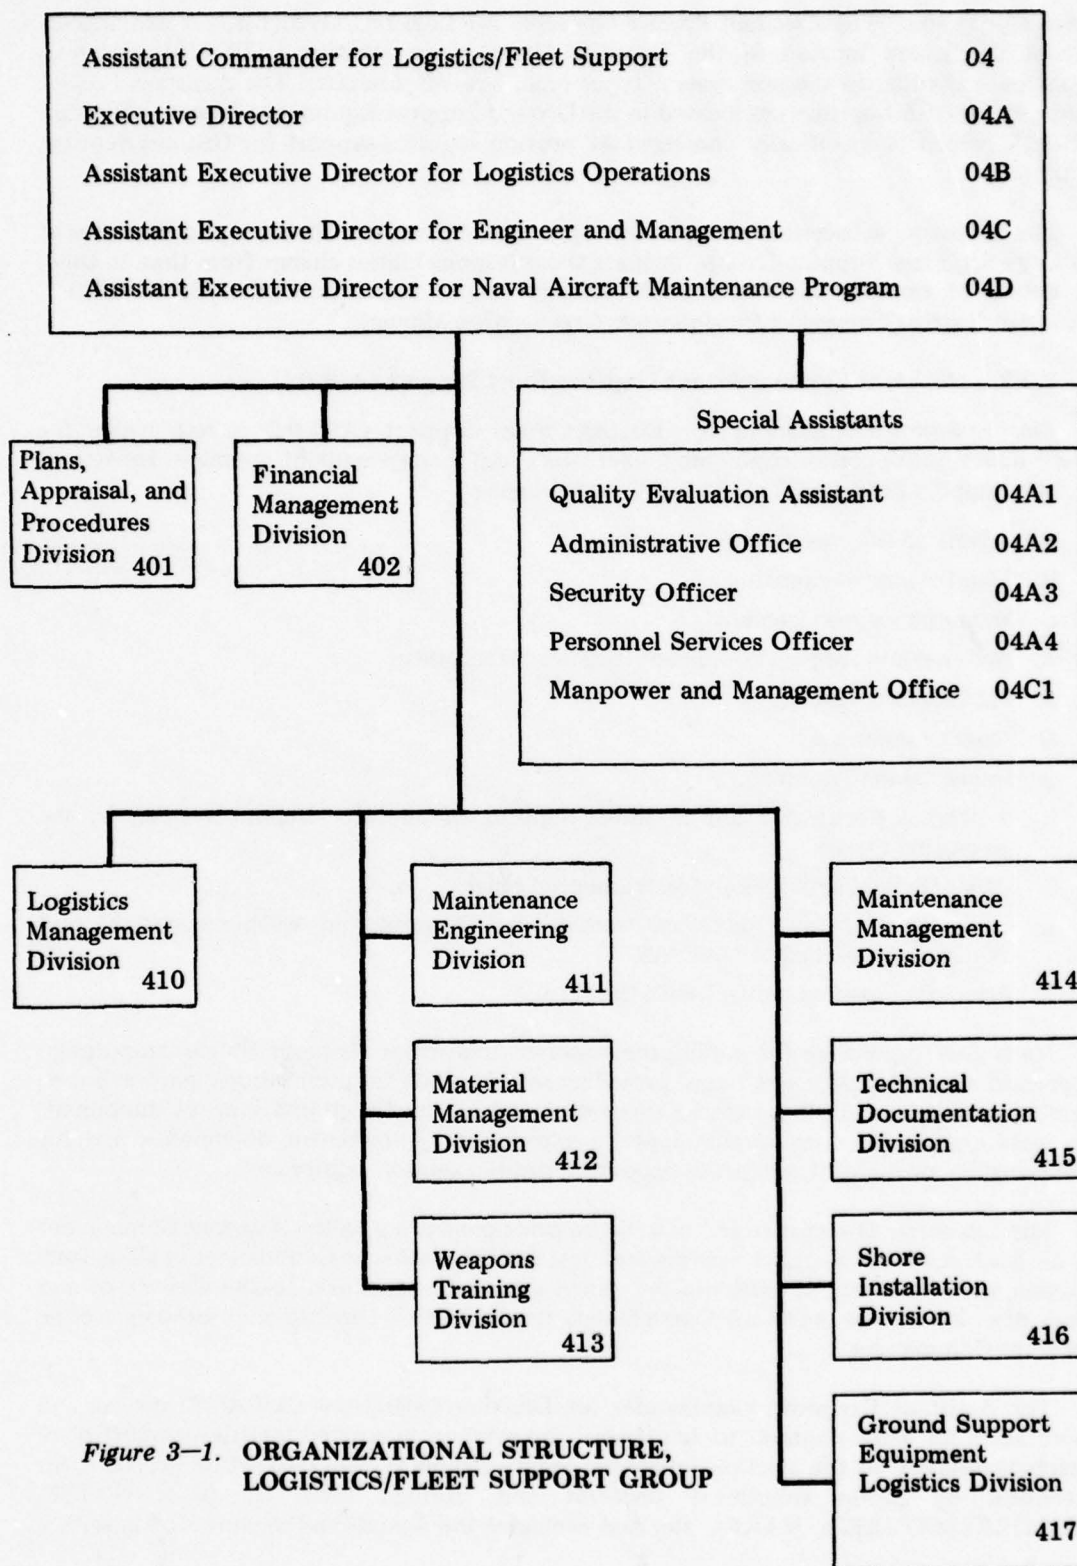 Assistant Commander for Logistics/Fleet Support 04
Executive Director 04A
Assistant Executive Director for Logistics Operations 04B
Assistant Executive Director for Engineer and Management 04C
Assistant Executive Director for Naval Aircraft Maintenance Program 04D
Plans,
Appraisal, and
Procedures
Division 401
Financial
Management
Division
402
Special Assistants
Quality Evaluation Assistant 04A1
Administrative Office 04A2
Security Officer 04A3
Personnel Services Officer 04A4
Manpower and Management Office 04C1
Logistics
Management
Division
410
Maintenance
Engineering
Division
411
Material
Management
Division
412
Weapons
Training
Division
413
Maintenance
Management
Division
414
Technical
Documentation
Division
415
Shore
Installation
Division
416
Ground Support
Equipment
Logistics Division
417
Figure 3—1. ORGANIZATIONAL STRUCTURE,
LOGISTICS/FLEET SUPPORT GROUP